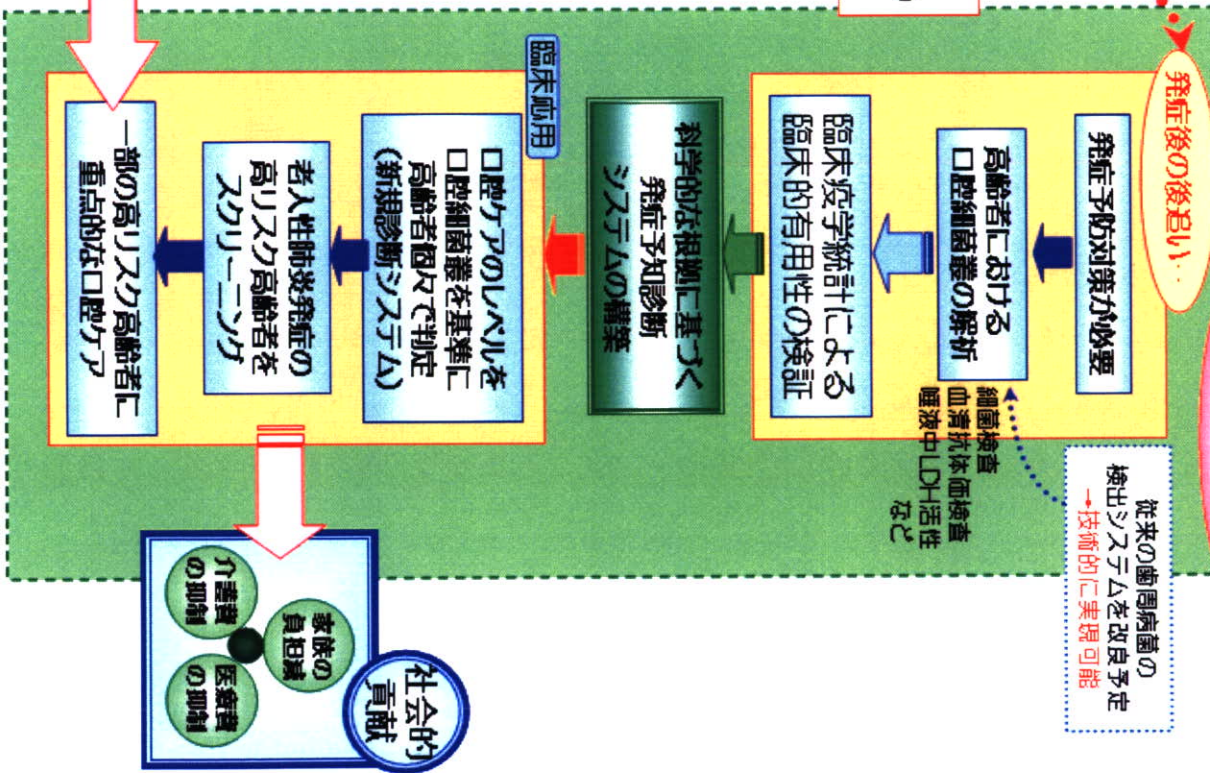 発症後の後追い‥
発症予防対策が必要
高齢者における
口腔細菌叢の解析
細菌検査
血清抗体価検査
唾液中LDH活性
など
従来の歯周病菌の
検出システムを改良予定
→技術的に実現可能
臨床疫学統計による
臨床的有用性の検証
科学的な根拠に基づく
発症予知診断
システムの構築
臨床応用
口腔ケアのレベルを
口腔細菌叢を基準に
高齢者個々で判定
(新規診断システム)
老人性肺炎発症の
高リスク高齢者を
スクリーニング
一部の高リスク高齢者に
重点的な口腔ケア
社会的
貢献
家族の
負担減
介護費
の抑制
医療費
の抑制